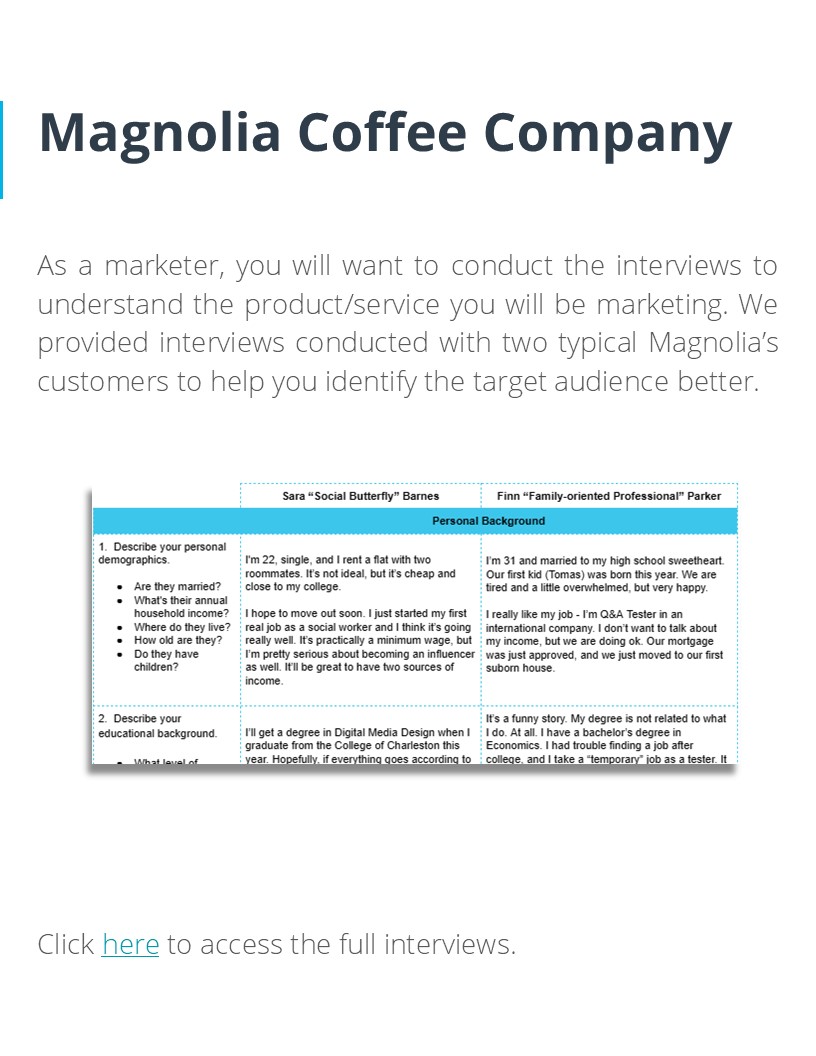 Magnolia Coffee Company
As a marketer, you will want to conduct the interviews to
understand the product/service you will be marketing. We
provided interviews conducted with two typical Magnolia’s
customers to help you identify the target audience better.
Sara “Social Butterfly” Barnes
Finn “Family-oriented Professional” Parker
Personal Background
1. Describe your personal
demographics.
● Are they married?
● What's their annual
household income?
● Where do they live?
● How old are they?
● Do they have
children?
I'm 22, single, and I rent a flat with two
roommates. It's not ideal, but it's cheap and
close to my college.
I hope to move out soon. I just started my first
real job as a social worker and I think it's going
really well. It's practically a minimum wage, but
I'm pretty serious about becoming an influencer
as well. It'll be great to have two sources of
income.
I'm 31 and married to my high school sweetheart.
Our first kid (Tomas) was born this year. We are
tired and a little overwhelmed, but very happy.
I really like my job - I'm Q&A Tester in an
international company. I don't want to talk about
my income, but we are doing ok. Our mortgage
was just approved, and we just moved to our first
suborn house.
2. Describe your
educational background.
● What level of
I'll get a degree in Digital Media Design when I
graduate from the College of Charleston this
year. Hopefully, if everything goes according to
It's a funny story. My degree is not related to what
I do. At all. I have a bachelor's degree in
Economics. I had trouble finding a job after
college, and I take a "temporary" job as a tester. It
Click here to access the full interviews.